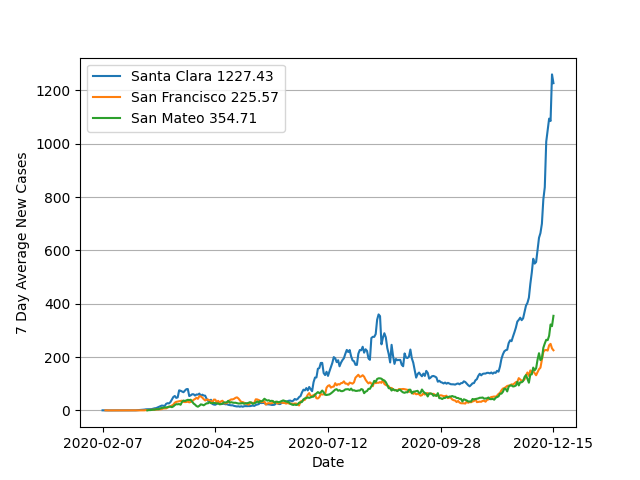 Santa Clara 1227.43
San Francisco 225.57
San Mateo 354.71
1200
1000
800
600
400
200
0
7 Day Average New Cases
2020-02-07 2020-04-25 2020-07-12 2020-09-28 2020-12-15
Date